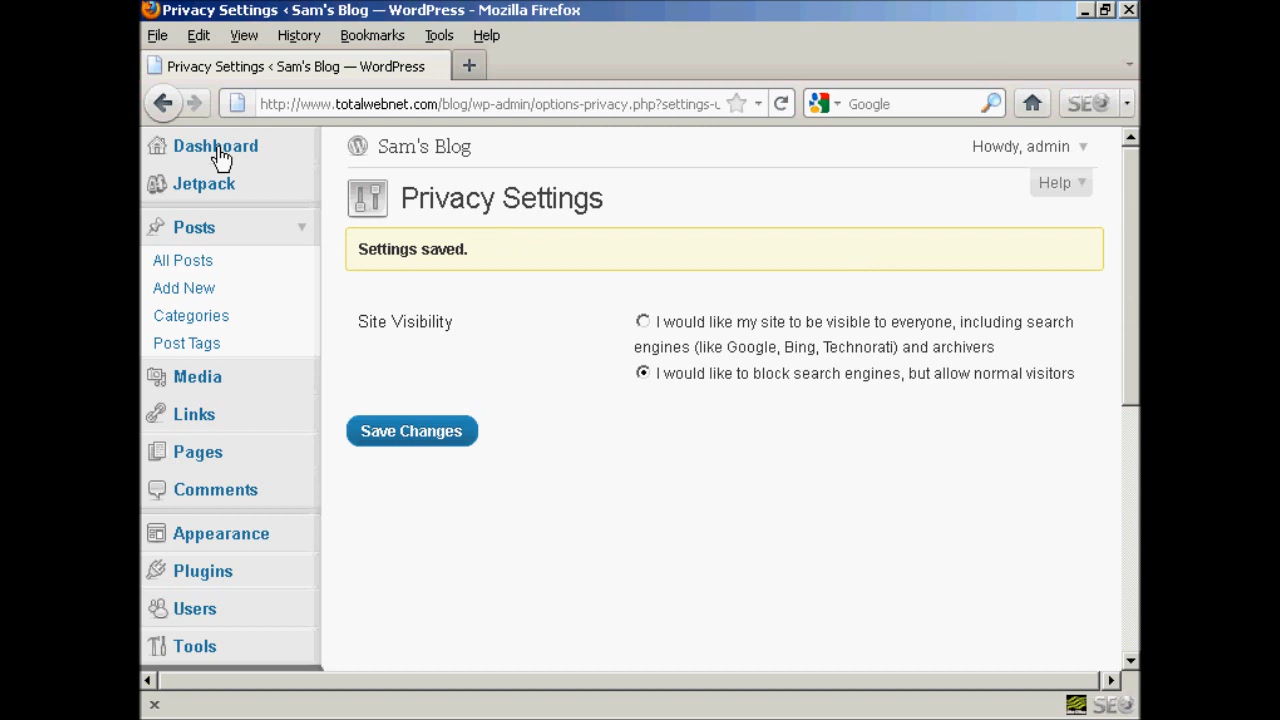 Privacy Settings ‹ Sam's Blog — WordPress - Mozilla Firefox
File Edit View History Bookmarks Tools Help
Privacy Settings ‹ Sam's Blog — WordPress
http://www.totalwebnet.com/blog/wp-admin/options-privacy.php?settings-u
Google
SEO
Dashboard
Jetpack
Posts
All Posts
Add New
Categories
Post Tags
Media
Links
Pages
Comments
Appearance
Plugins
Users
Tools
Sam's Blog
Howdy, admin
Help
Privacy Settings
Settings saved.
Site Visibility
I would like my site to be visible to everyone, including search
engines (like Google, Bing, Technorati) and archivers
I would like to block search engines, but allow normal visitors
Save Changes
SEO